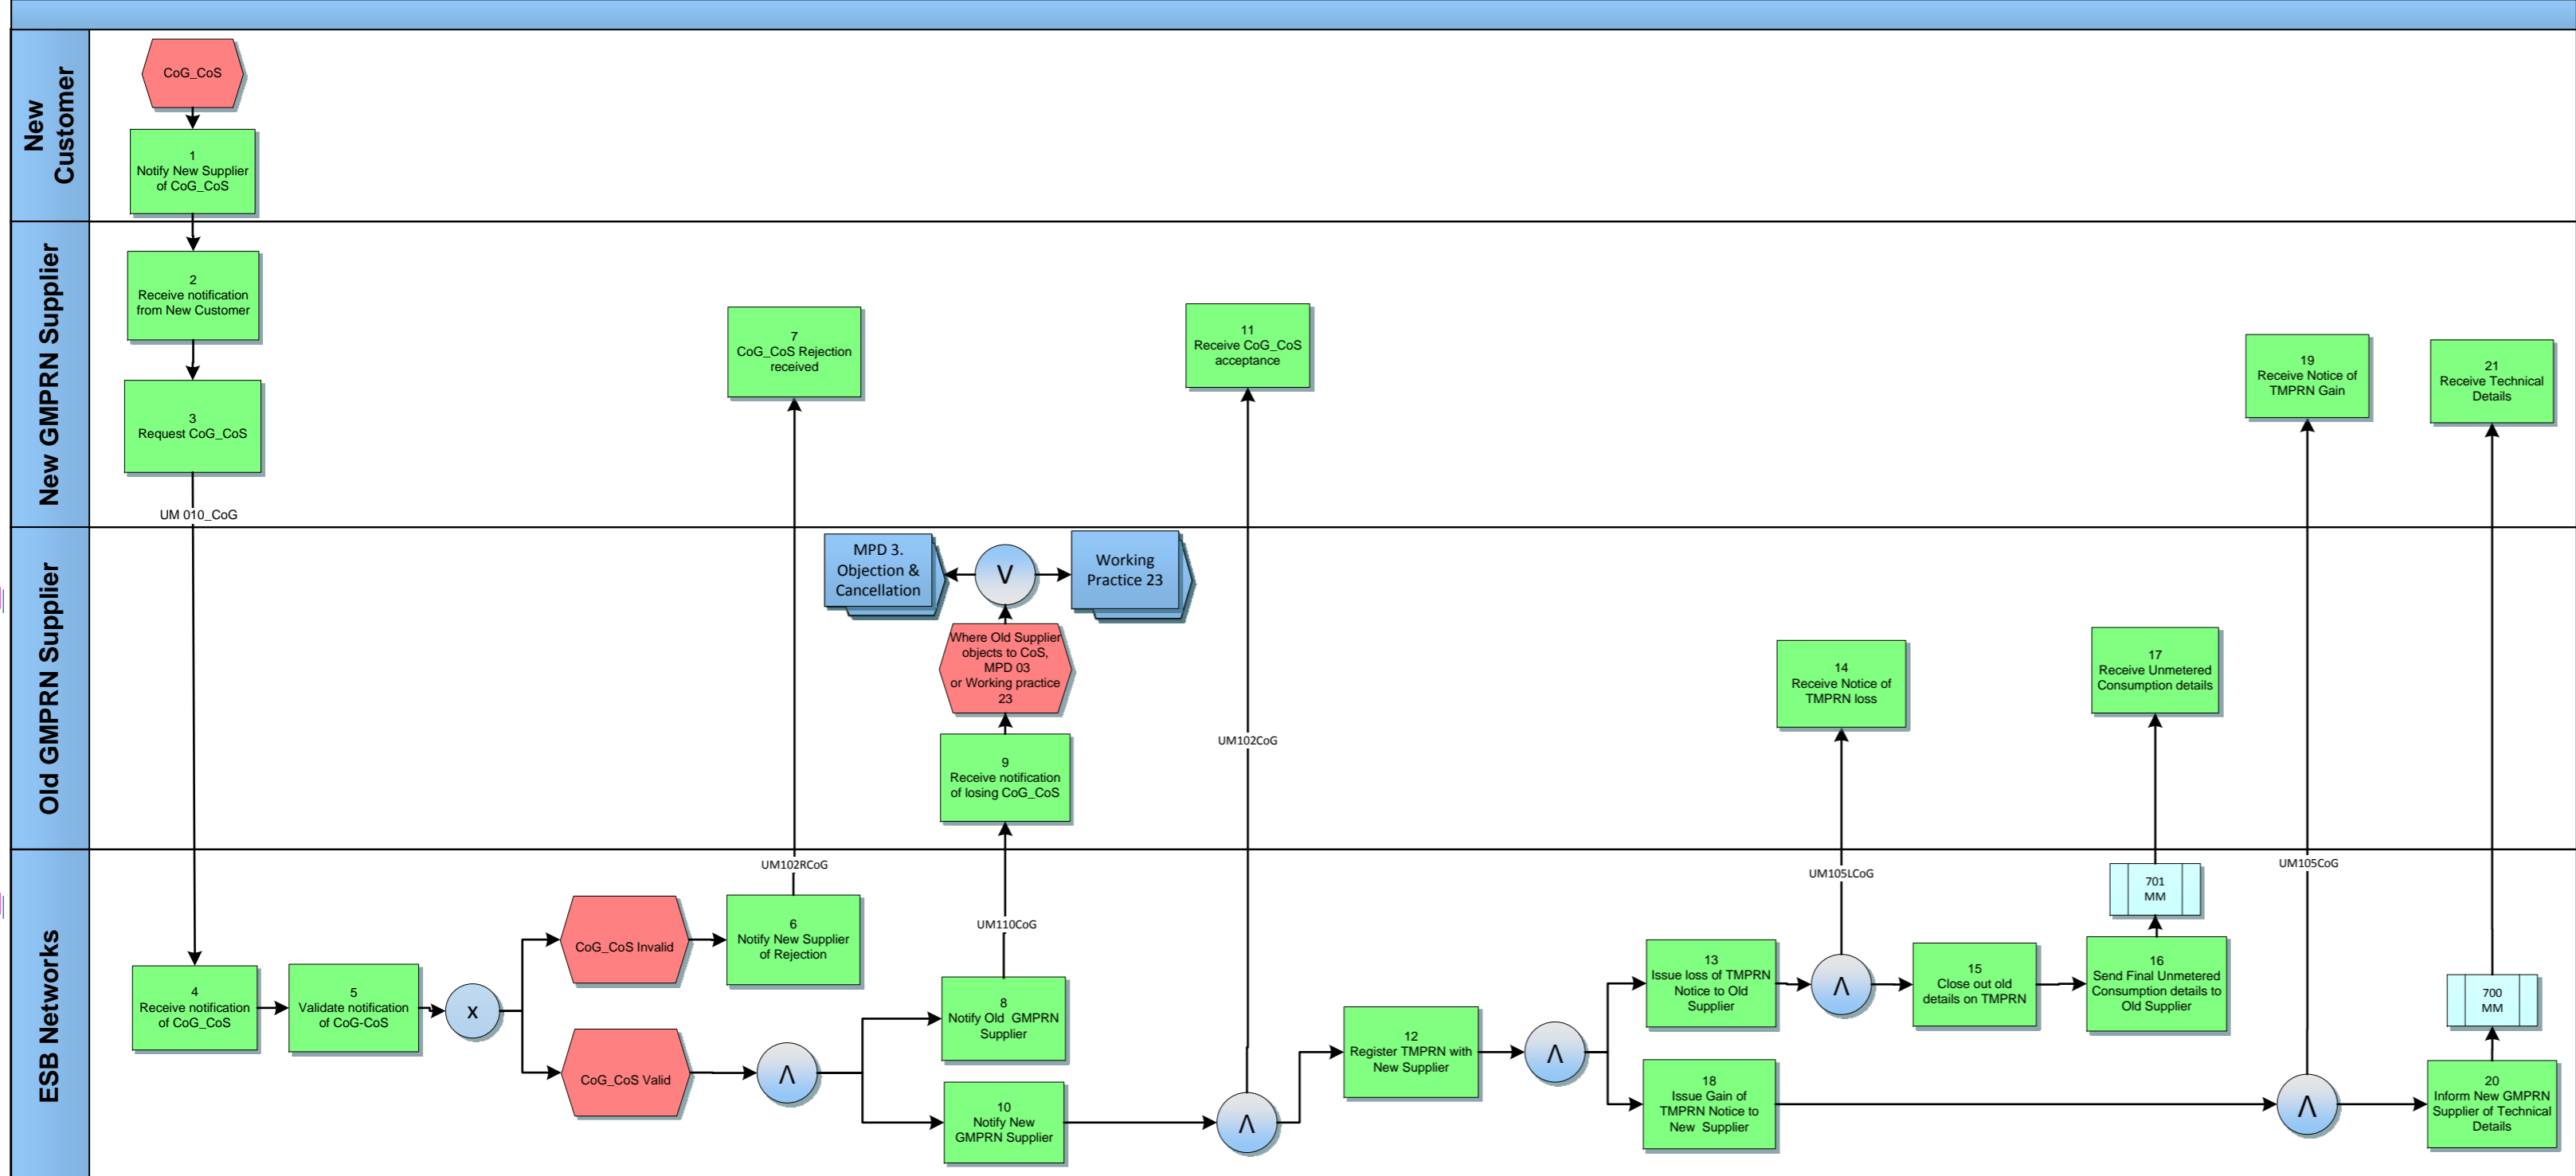 New
Customer
CoG_CoS
1
Notify New Supplier
of CoG_CoS
New GMPRN Supplier
2
Receive notification
from New Customer
3
Request CoG_CoS
UM 010_CoG
7
CoG_CoS Rejection
received
11
Receive CoG_CoS
acceptance
19
Receive Notice of
TMPRN Gain
21
Receive Technical
Details
Old GMPRN Supplier
MPD 3.
Objection &
Cancellation
V
Working
Practice 23
Where Old Supplier
objects to CoS,
MPD 03
or Working practice
23
9
Receive notification
of losing CoG_CoS
UM102CoG
14
Receive Notice of
TMPRN loss
17
Receive Unmetered
Consumption details
ESB Networks
4
Receive notification
of CoG_CoS
5
Validate notification
of CoG-CoS
x
CoG_CoS Invalid
CoG_CoS Valid
UM102RCoG
6
Notify New Supplier
of Rejection
Λ
UM110CoG
8
Notify Old GMPRN
Supplier
10
Notify New
GMPRN Supplier
Λ
12
Register TMPRN with
New Supplier
Λ
13
Issue loss of TMPRN
Notice to Old
Supplier
18
Issue Gain of
TMPRN Notice to
New Supplier
UM105LCoG
Λ
15
Close out old
details on TMPRN
701
MM
16
Send Final Unmetered
Consumption details to
Old Supplier
UM105CoG
Λ
700
MM
20
Inform New GMPRN
Supplier of Technical
Details